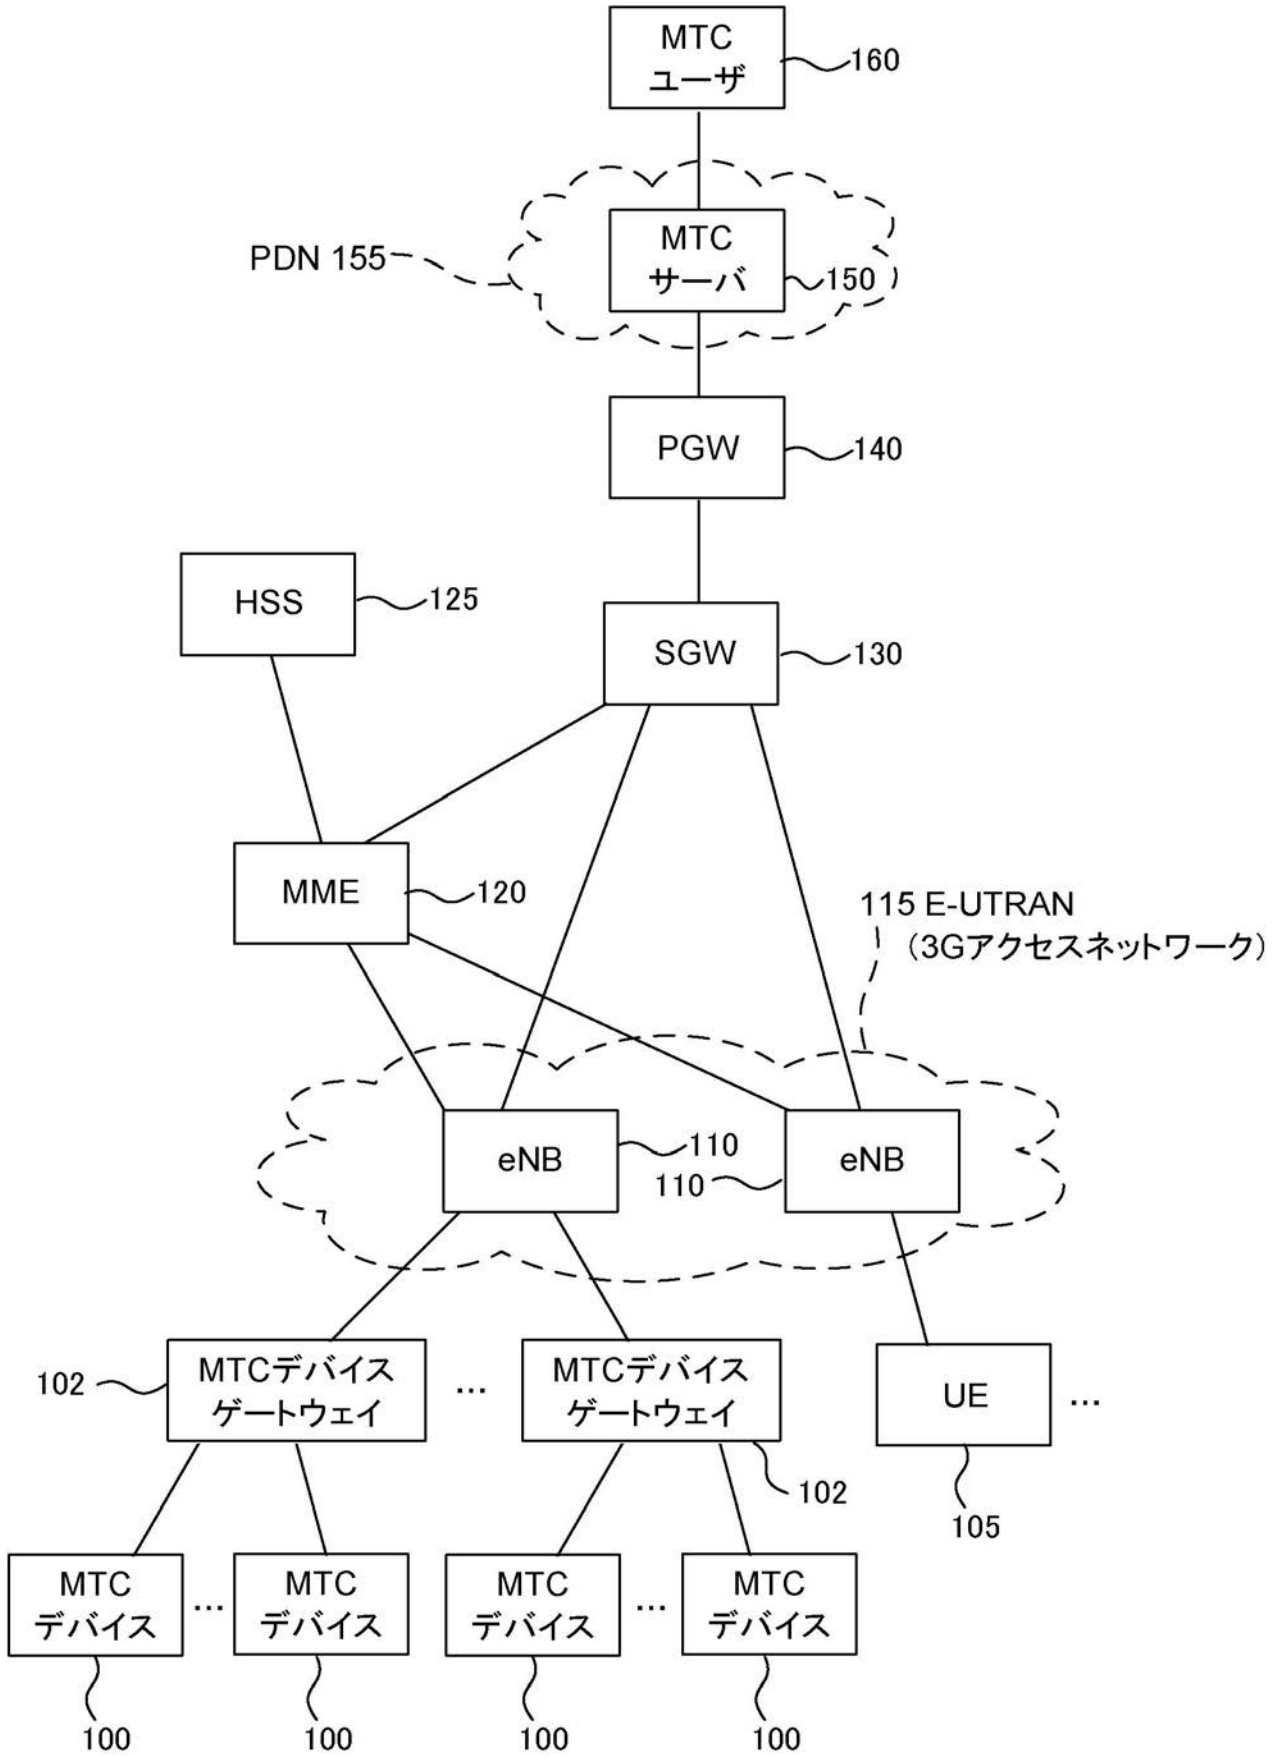 MTC
ユーザ
160
MTC
サーバ
150
PDN 155
PGW
140
HSS
125
SGW
130
MME
120
115 E-UTRAN
（3Gアクセスネットワーク）
eNB
110
110
eNB
102
MTCデバイス
ゲートウェイ
...
MTCデバイス
ゲートウェイ
102
UE
...
105
MTC
デバイス
...
MTC
デバイス
MTC
デバイス
...
MTC
デバイス
100
100
100
100